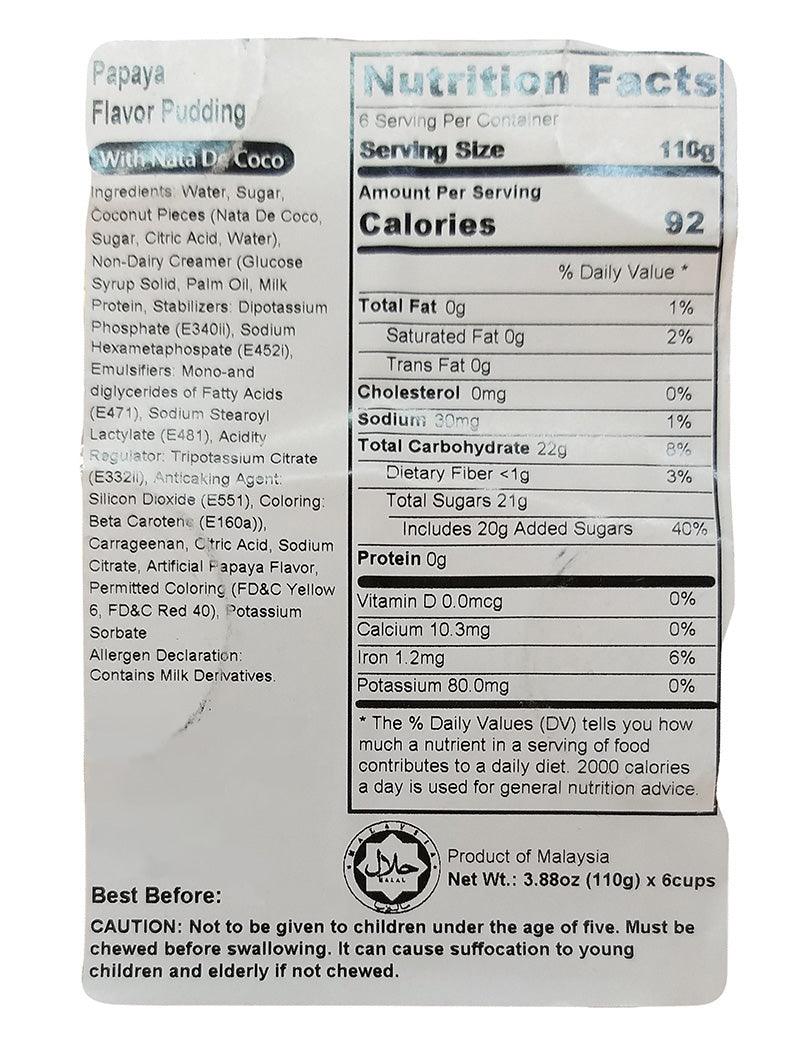 Papaya
Flavor Pudding
With Nata De Coco
Ingredients: Water, Sugar,
Coconut Pieces (Nata De Coco,
Sugar, Citric Acid, Water),
Non-Dairy Creamer (Glucose
Syrup Solid, Palm Oil, Milk
Protein, Stabilizers: Dipotassium
Phosphate (E340ii), Sodium
Hexametaphospate (E452i),
Emulsifiers: Mono-and
diglycerides of Fatty Acids
(E471), Sodium Stearoyl
Lactylate (E481), Acidity
Regulator: Tripotassium Citrate
(E332ii), Anticaking Agent:
Silicon Dioxide (E551), Coloring:
Beta Carotene (E160a)),
Carrageenan, Citric Acid, Sodium
Citrate, Artificial Papaya Flavor,
Permitted Coloring (FD&C Yellow
6, FD&C Red 40), Potassium
Sorbate
Allergen Declaration:
Contains Milk Derivatives.
Nutrition Facts
6 Serving Per Container
Serving Size 110g
Amount Per Serving
Calories 92
% Daily Value *
Total Fat 0g 1%
Saturated Fat 0g 2%
Trans Fat 0g
Cholesterol 0mg 0%
Sodium 30mg 1%
Total Carbohydrate 22g 8%
Dietary Fiber <1g 3%
Total Sugars 21g
Includes 20g Added Sugars 40%
Protein 0g
Vitamin D 0.0mcg 0%
Calcium 10.3mg 0%
Iron 1.2mg 6%
Potassium 80.0mg 0%
* The % Daily Values (DV) tells you how
much a nutrient in a serving of food
contributes to a daily diet. 2000 calories
a day is used for general nutrition advice.
MALAYSIA
حلال
HALAL
ماليسيا
Product of Malaysia
Net Wt.: 3.88oz (110g) x 6cups
Best Before:
CAUTION: Not to be given to children under the age of five. Must be
chewed before swallowing. It can cause suffocation to young
children and elderly if not chewed.